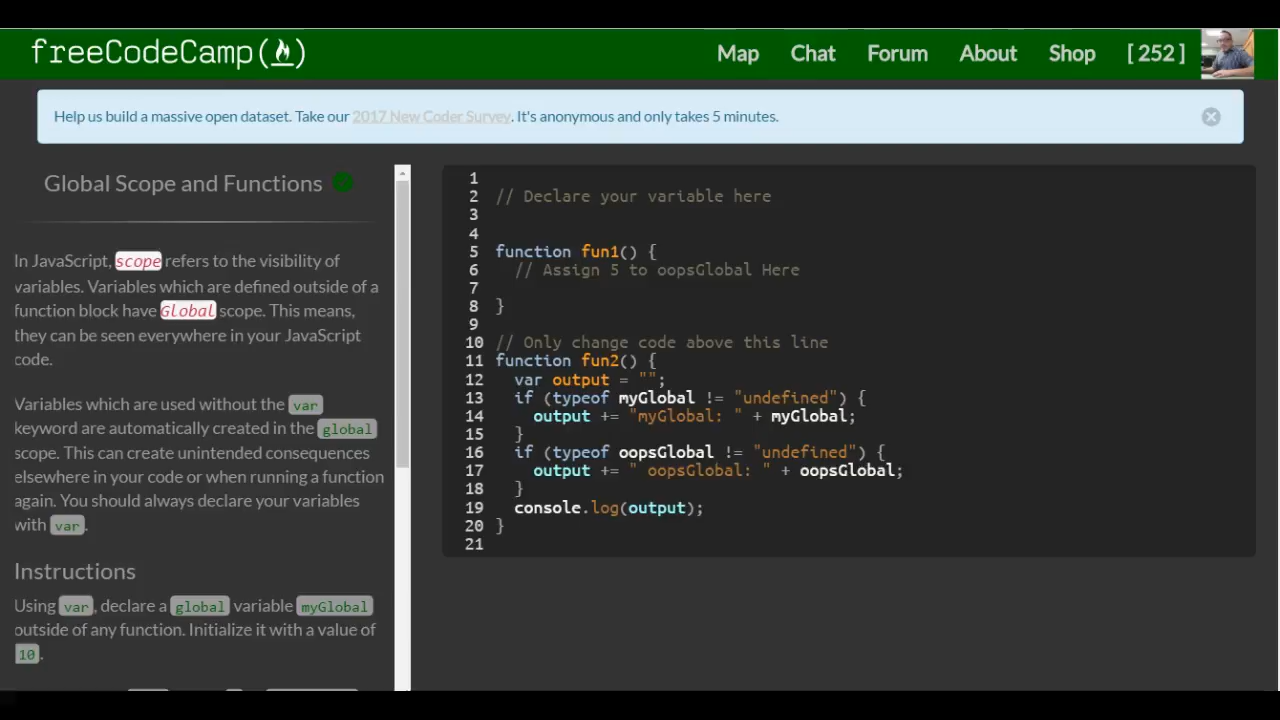 freeCodeCamp(🔥)
Map Chat Forum About Shop [ 252 ]
Help us build a massive open dataset. Take our 2017 New Coder Survey. It's anonymous and only takes 5 minutes.
Global Scope and Functions
In JavaScript, scope refers to the visibility of
variables. Variables which are defined outside of a
function block have Global scope. This means,
they can be seen everywhere in your JavaScript
code.
Variables which are used without the var
keyword are automatically created in the global
scope. This can create unintended consequences
elsewhere in your code or when running a function
again. You should always declare your variables
with var.
Instructions
Using var, declare a global variable myGlobal
outside of any function. Initialize it with a value of
10.
1
2 // Declare your variable here
3
4
5 function fun1() {
6 // Assign 5 to oopsGlobal Here
7
8 }
9
10 // Only change code above this line
11 function fun2() {
12 var output = "";
13 if (typeof myGlobal != "undefined") {
14 output += "myGlobal: " + myGlobal;
15 }
16 if (typeof oopsGlobal != "undefined") {
17 output += " oopsGlobal: " + oopsGlobal;
18 }
19 console.log(output);
20 }
21